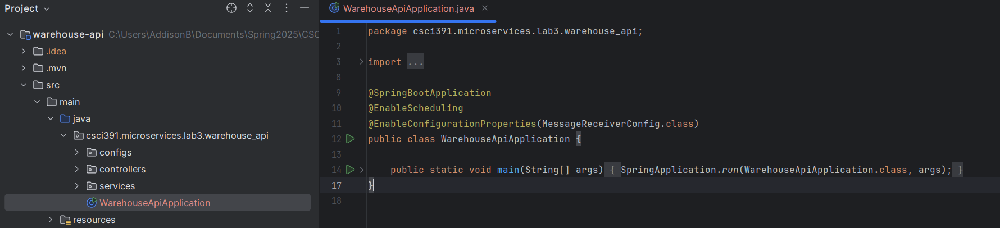 Project
warehouse-api C:\Users\AddisonB\Documents\Spring2025\CSC
.idea
.mvn
src
main
java
csci391.microservices.lab3.warehouse_api
configs
controllers
services
WarehouseApiApplication
resources
WarehouseApiApplication.java
1 package csci391.microservices.lab3.warehouse_api;
2
3 import ...
8
9 @SpringBootApplication
10 @EnableScheduling
11 @EnableConfigurationProperties(MessageReceiverConfig.class)
12 public class WarehouseApiApplication {
13
14 public static void main(String[] args) { SpringApplication.run(WarehouseApiApplication.class, args); }
17 }
18